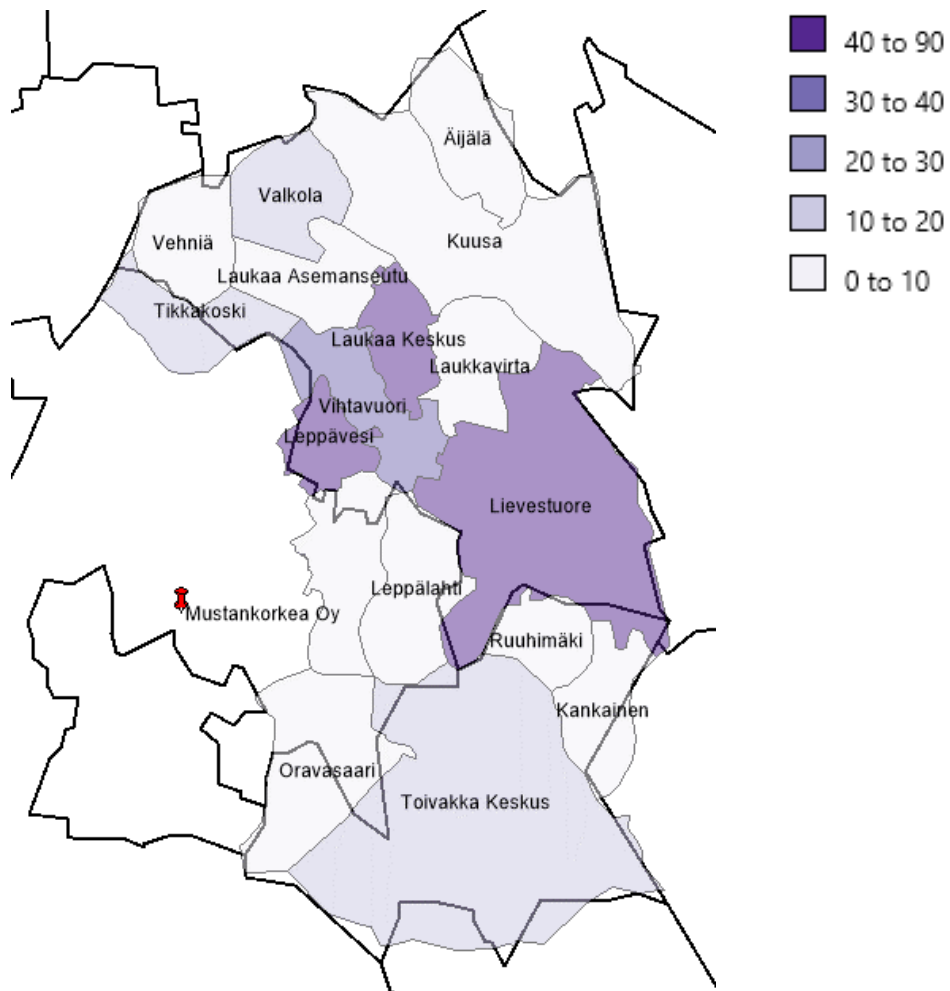 40 to 90
30 to 40
20 to 30
10 to 20
0 to 10
Äijälä
Valkola
Vehniä
Kuusa
Laukaa Asemanseutu
Tikkakoski
Laukaa Keskus
Laukkavirta
Vihtavuori
Leppävesi
Lievestuore
Leppälahti
Mustankorkea Oy
Ruuhimäki
Kankainen
Oravasaari
Toivakka Keskus